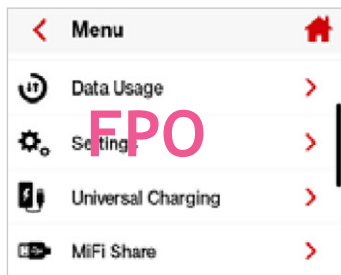 Menu
Data Usage
Settings
FPO
Universal Charging
MiFi Share